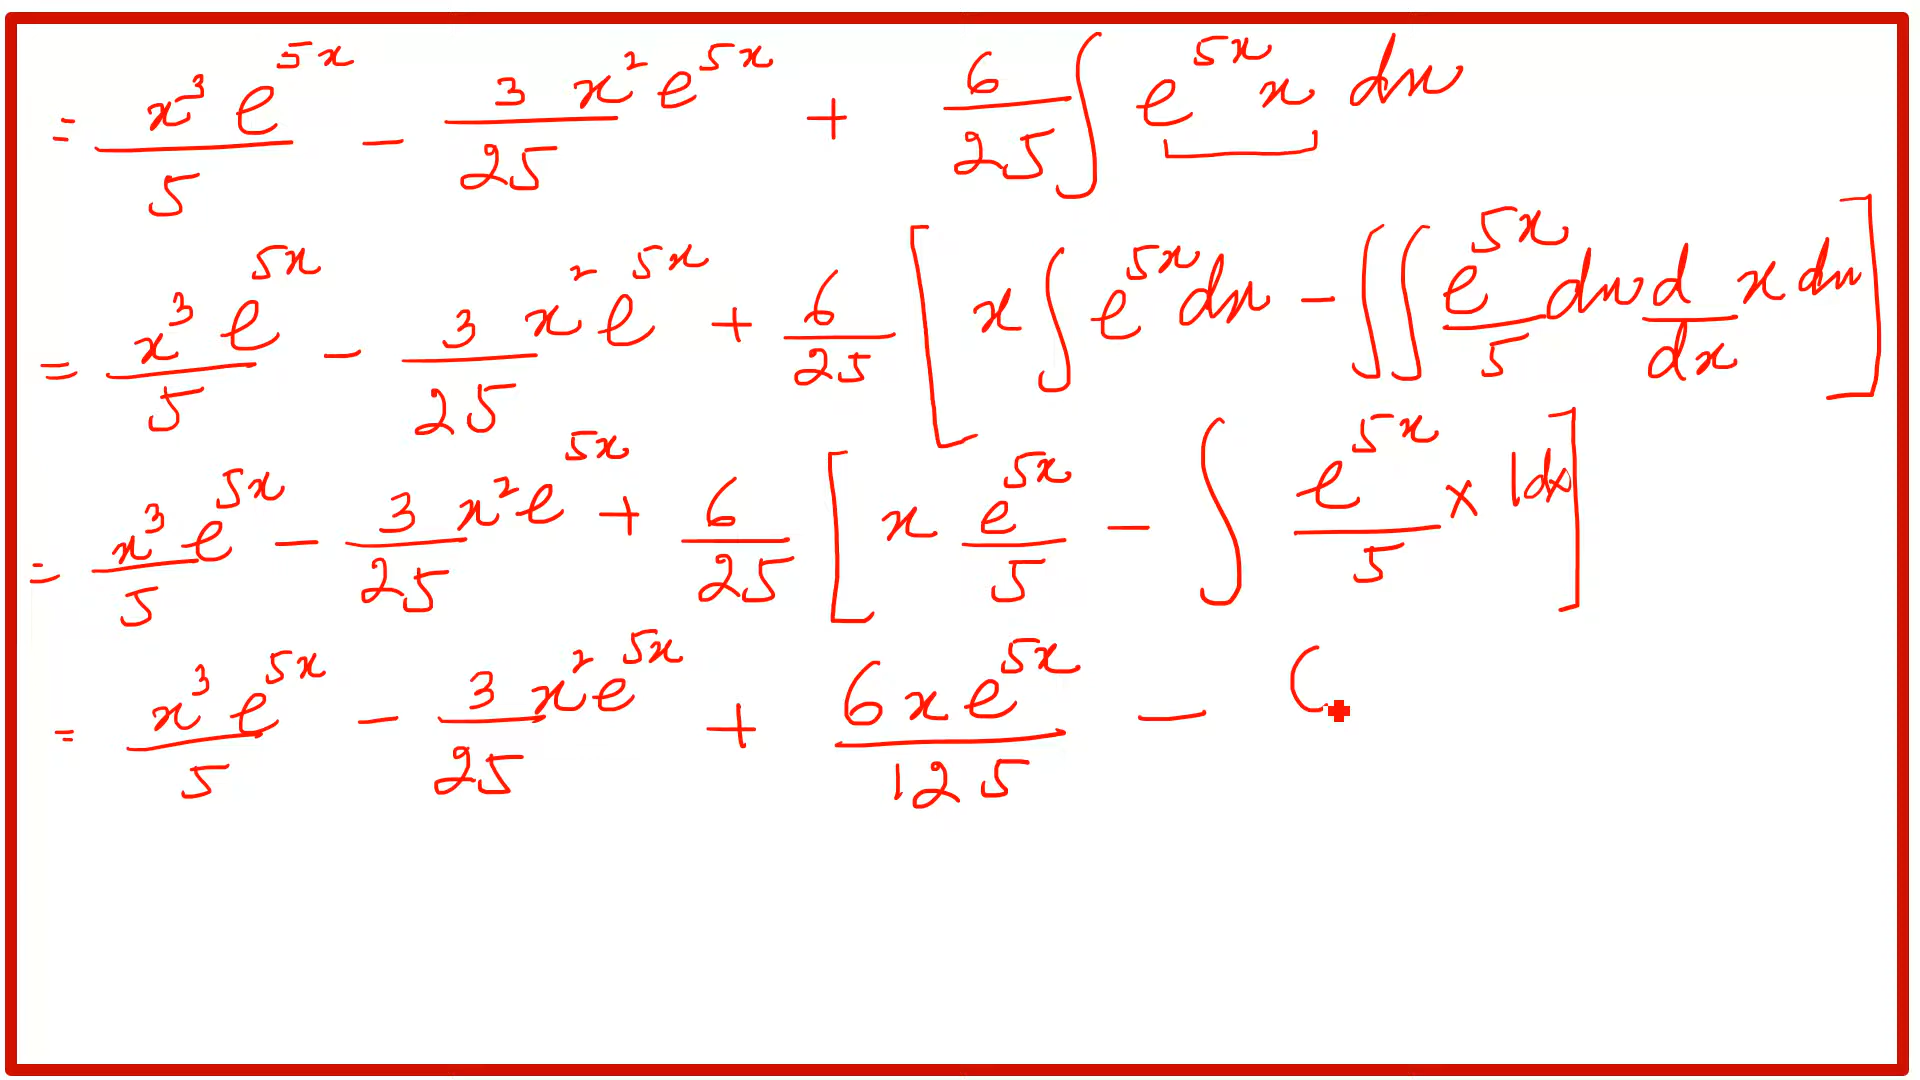 = x³e^5x/5 - 3/25 x²e^5x + 6/25 ∫ e^5x x dx
= x³e^5x/5 - 3/25 x²e^5x + 6/25 [x ∫ e^5x dx - ∫∫ e^5x/5 dx d/dx x dx]
= x³e^5x/5 - 3/25 x²e^5x + 6/25 [x e^5x/5 - ∫ e^5x/5 × 1dx]
= x³e^5x/5 - 3/25 x²e^5x + 6xe^5x/125 -